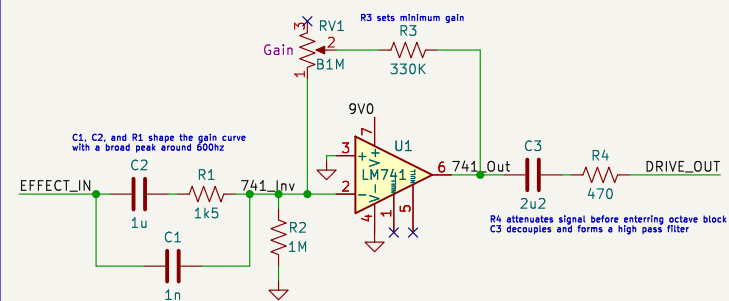 R3 sets minimum gain
3
RV1
Gain
2
B1M
1
R3
330K
9V0
C1, C2, and R1 shape the gain curve
with a broad peak around 600hz
7
U1
3
+
V+
LM741
6
741_Out
C2
R1
EFFECT_IN
741_Inv
2
-
V-
1u
1k5
4
1
5
R2
1M
C1
1n
C3
R4
DRIVE_OUT
2u2
470
R4 attenuates signal before enterring octave block
C3 decouples and forms a high pass filter